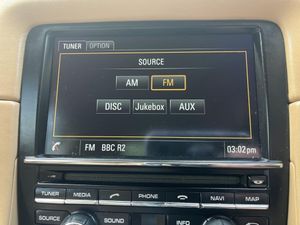 TUNER OPTION
SOURCE
AM FM
DISC Jukebox AUX
FM BBC R2 03:02pm
TUNER MEDIA PHONE NAV MAP
SOURCE SOUND INFO